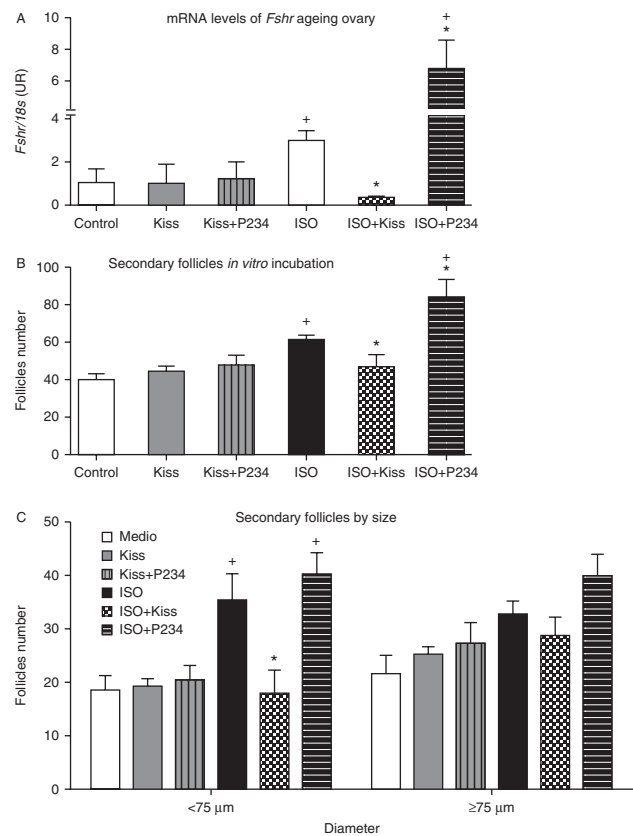 A mRNA levels of Fshr ageing ovary
10
8
6
4
2
0
Fshr/18s (UR)
+
*
+
*
Control Kiss Kiss+P234 ISO ISO+Kiss ISO+P234
B Secondary follicles in vitro incubation
100
80
60
40
20
0
Follicles number
+
*
+
*
Control Kiss Kiss+P234 ISO ISO+Kiss ISO+P234
C Secondary follicles by size
50
40
30
20
10
0
Follicles number
Medio
Kiss
Kiss+P234
ISO
ISO+Kiss
ISO+P234
+
*
+
<75 μm ≥75 μm
Diameter